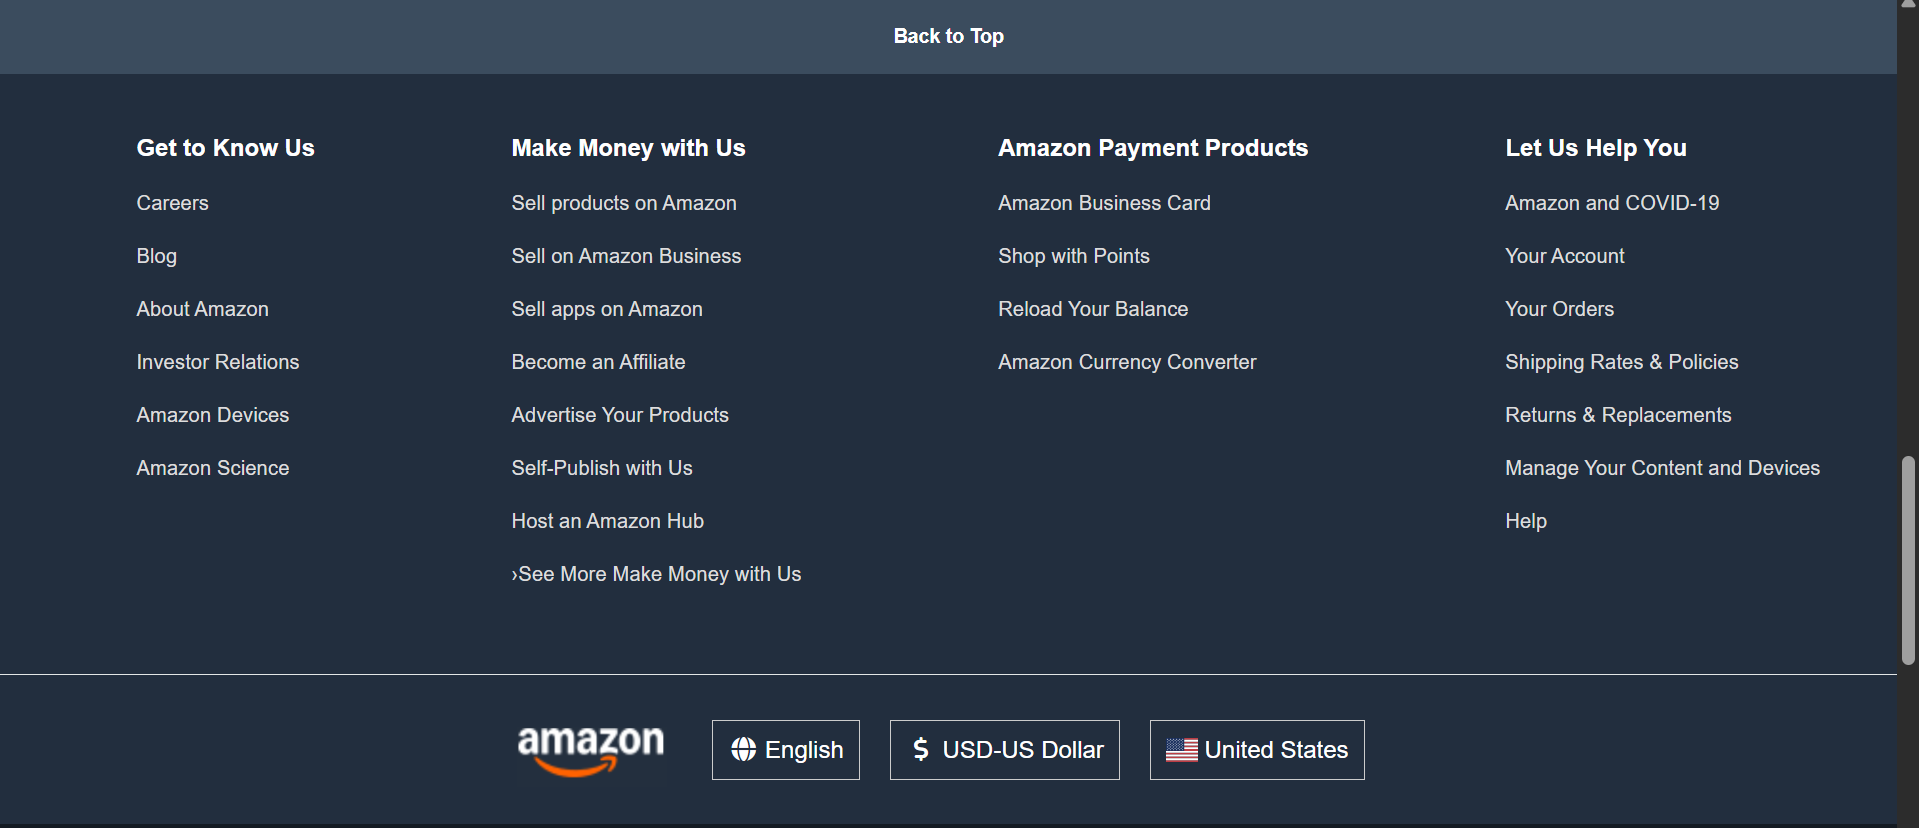 Back to Top
Get to Know Us
Careers
Blog
About Amazon
Investor Relations
Amazon Devices
Amazon Science
Make Money with Us
Sell products on Amazon
Sell on Amazon Business
Sell apps on Amazon
Become an Affiliate
Advertise Your Products
Self-Publish with Us
Host an Amazon Hub
›See More Make Money with Us
Amazon Payment Products
Amazon Business Card
Shop with Points
Reload Your Balance
Amazon Currency Converter
Let Us Help You
Amazon and COVID-19
Your Account
Your Orders
Shipping Rates & Policies
Returns & Replacements
Manage Your Content and Devices
Help
amazon
English
$ USD-US Dollar
United States